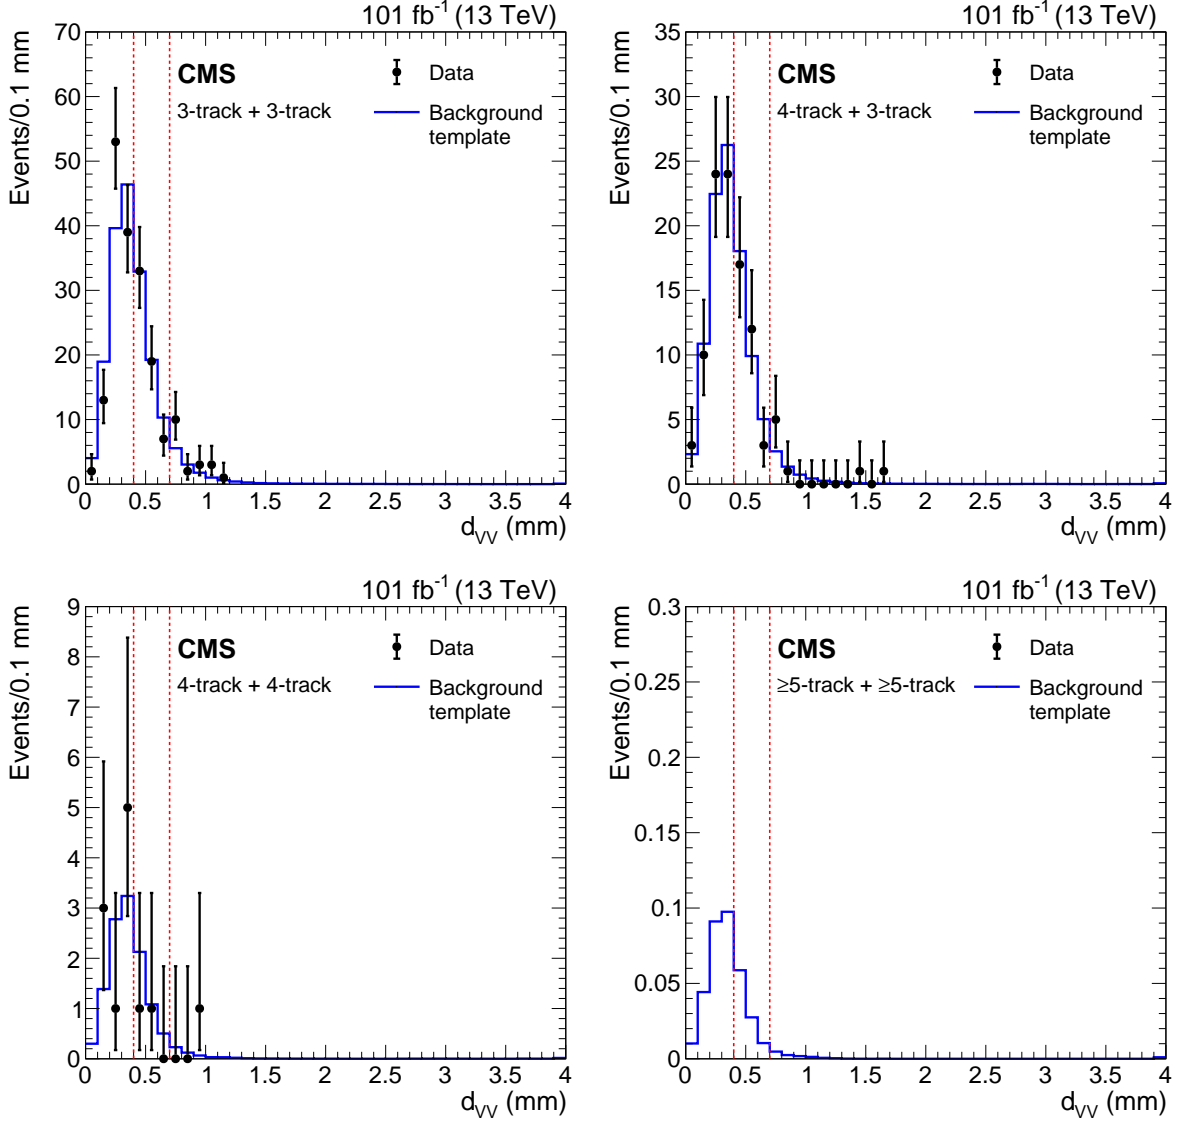 101 fb-1 (13 TeV)
Events/0.1 mm
70
60
50
40
30
20
10
0
CMS
3-track + 3-track
Data
Background
template
0 0.5 1 1.5 2 2.5 3 3.5 4
dVV (mm)
101 fb-1 (13 TeV)
Events/0.1 mm
35
30
25
20
15
10
5
0
CMS
4-track + 3-track
Data
Background
template
0 0.5 1 1.5 2 2.5 3 3.5 4
dVV (mm)
101 fb-1 (13 TeV)
Events/0.1 mm
9
8
7
6
5
4
3
2
1
0
CMS
4-track + 4-track
Data
Background
template
0 0.5 1 1.5 2 2.5 3 3.5 4
dVV (mm)
101 fb-1 (13 TeV)
Events/0.1 mm
0.3
0.25
0.2
0.15
0.1
0.05
0
CMS
≥5-track + ≥5-track
Data
Background
template
0 0.5 1 1.5 2 2.5 3 3.5 4
dVV (mm)